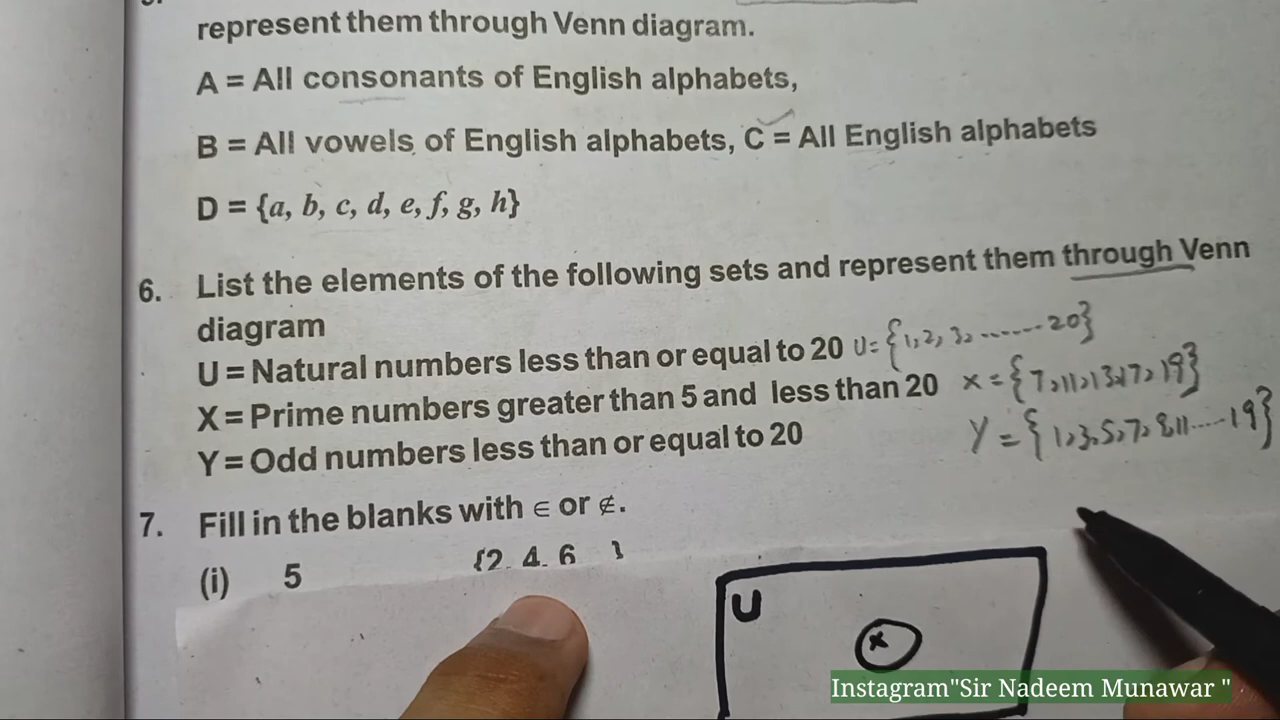 represent them through Venn diagram.
A = All consonants of English alphabets,
B = All vowels of English alphabets, C = All English alphabets
D = {a, b, c, d, e, f, g, h}
6. List the elements of the following sets and represent them through Venn
diagram
U = Natural numbers less than or equal to 20 U= {1, 2, 3, ....... 20}
X = Prime numbers greater than 5 and less than 20 x = {7, 11, 13, 17, 19}
Y = Odd numbers less than or equal to 20 Y = {1, 3, 5, 7, 9, 11 ..... 19}
7. Fill in the blanks with ∈ or ∉.
(i) 5 {2, 4, 6 }
U
x
Instagram"Sir Nadeem Munawar "